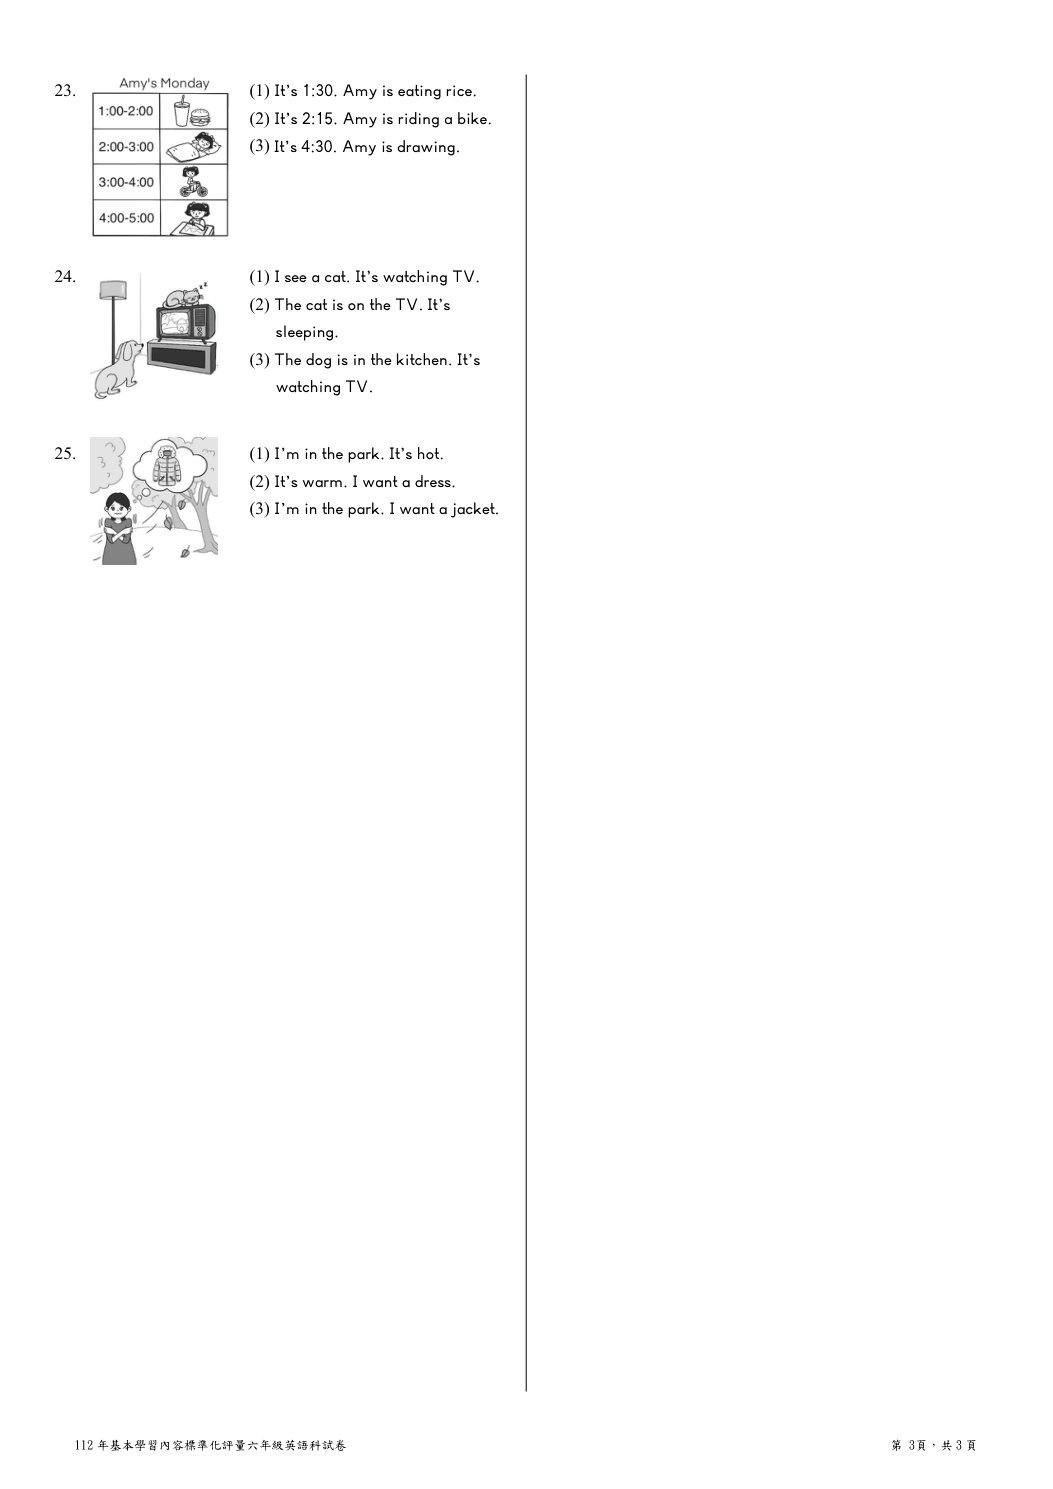 23.
Amy's Monday
1:00-2:00
2:00-3:00
3:00-4:00
4:00-5:00
(1) It's 1:30. Amy is eating rice.
(2) It's 2:15. Amy is riding a bike.
(3) It's 4:30. Amy is drawing.
24.
z z z
(1) I see a cat. It's watching TV.
(2) The cat is on the TV. It's
sleeping.
(3) The dog is in the kitchen. It's
watching TV.
25.
(1) I'm in the park. It's hot.
(2) It's warm. I want a dress.
(3) I'm in the park. I want a jacket.
112 年基本學習內容標準化評量六年級英語科試卷
第 3頁，共 3 頁